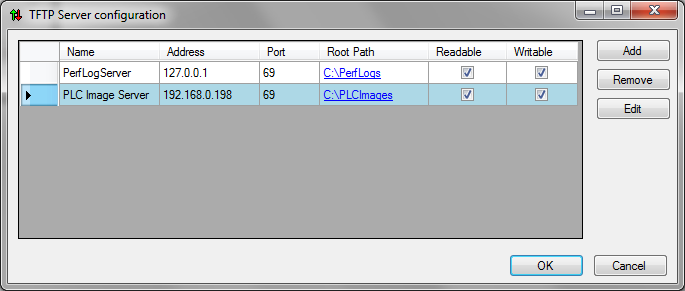 TFTP Server configuration
Name Address Port Root Path Readable Writable
PerfLogServer 127.0.0.1 69 C:\PerfLogs
PLC Image Server 192.168.0.198 69 C:\PLCImages
Add
Remove
Edit
OK Cancel